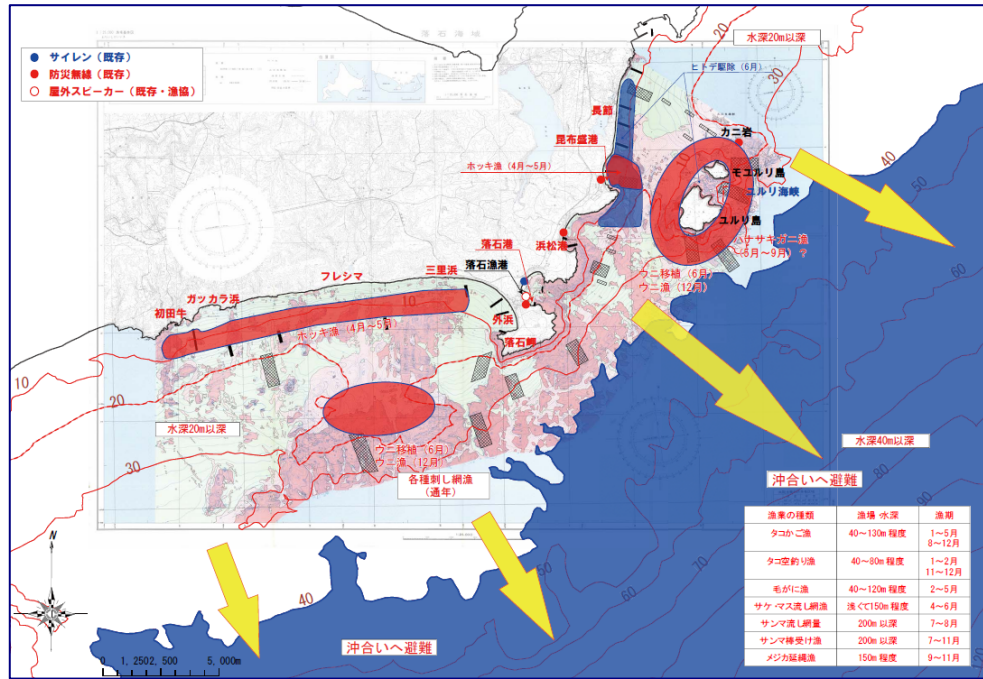 落石海域
サイレン（既存）
防災無線（既存）
屋外スピーカー（既存・漁協）
20
水深20m以深
ヒトデ駆除（6月）
長節
昆布盛港
カニ岩
40
10
ホッキ漁（4月〜5月）
モユルリ島
ユルリ海峡
ユルリ島
浜松港
ハナサキガニ漁
（5月〜9月）？
落石港
落石漁港
三里浜
フレシマ
ガッカラ浜
初田牛
10
ウニ移植（6月）
ウニ漁（12月）
60
外浜
ホッキ漁（4月〜5月）
落石岬
10
20
水深20m以深
水深40m以深
30
ウニ移植（6月）
ウニ漁（12月）
各種刺し網漁
（通年）
沖合いへ避難
80
90
漁業の種類 漁場・水深 漁期
タコかご漁 40〜130m程度 1〜5月
8〜12月
タコ空釣り漁 40〜80m程度 1〜2月
11〜12月
毛がに漁 40〜120m程度 2〜5月
サケ・マス流し網漁 浅くて150m程度 4〜6月
サンマ流し網量 200m以深 7〜8月
サンマ棒受け漁 200m以深 7〜11月
メジカ延縄漁 150m程度 9〜11月
N
40
沖合いへ避難
60
70
120
0 1,250 2,500 5,000m